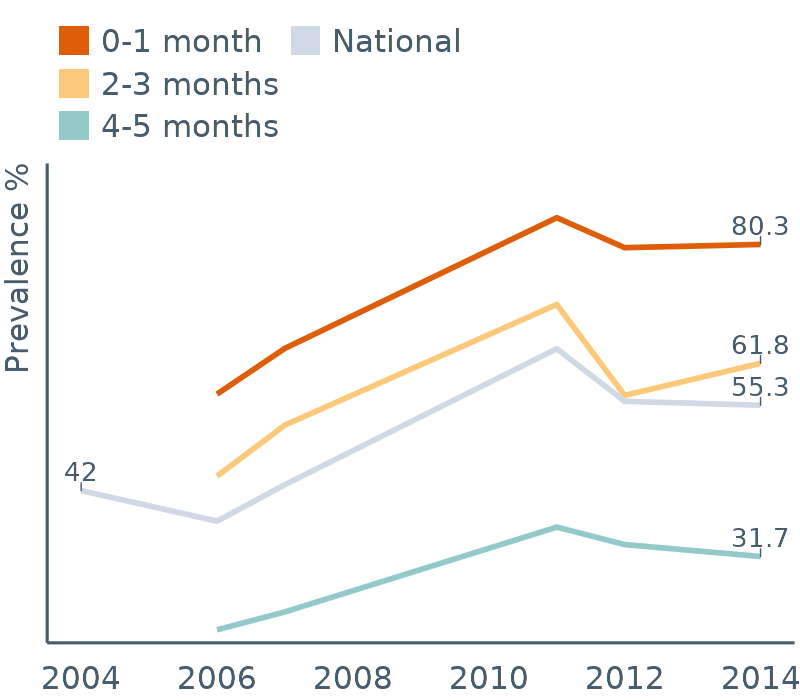 0-1 month
National
2-3 months
4-5 months
Prevalence %
80.3
61.8
55.3
42
31.7
2004 2006 2008 2010 2012 2014